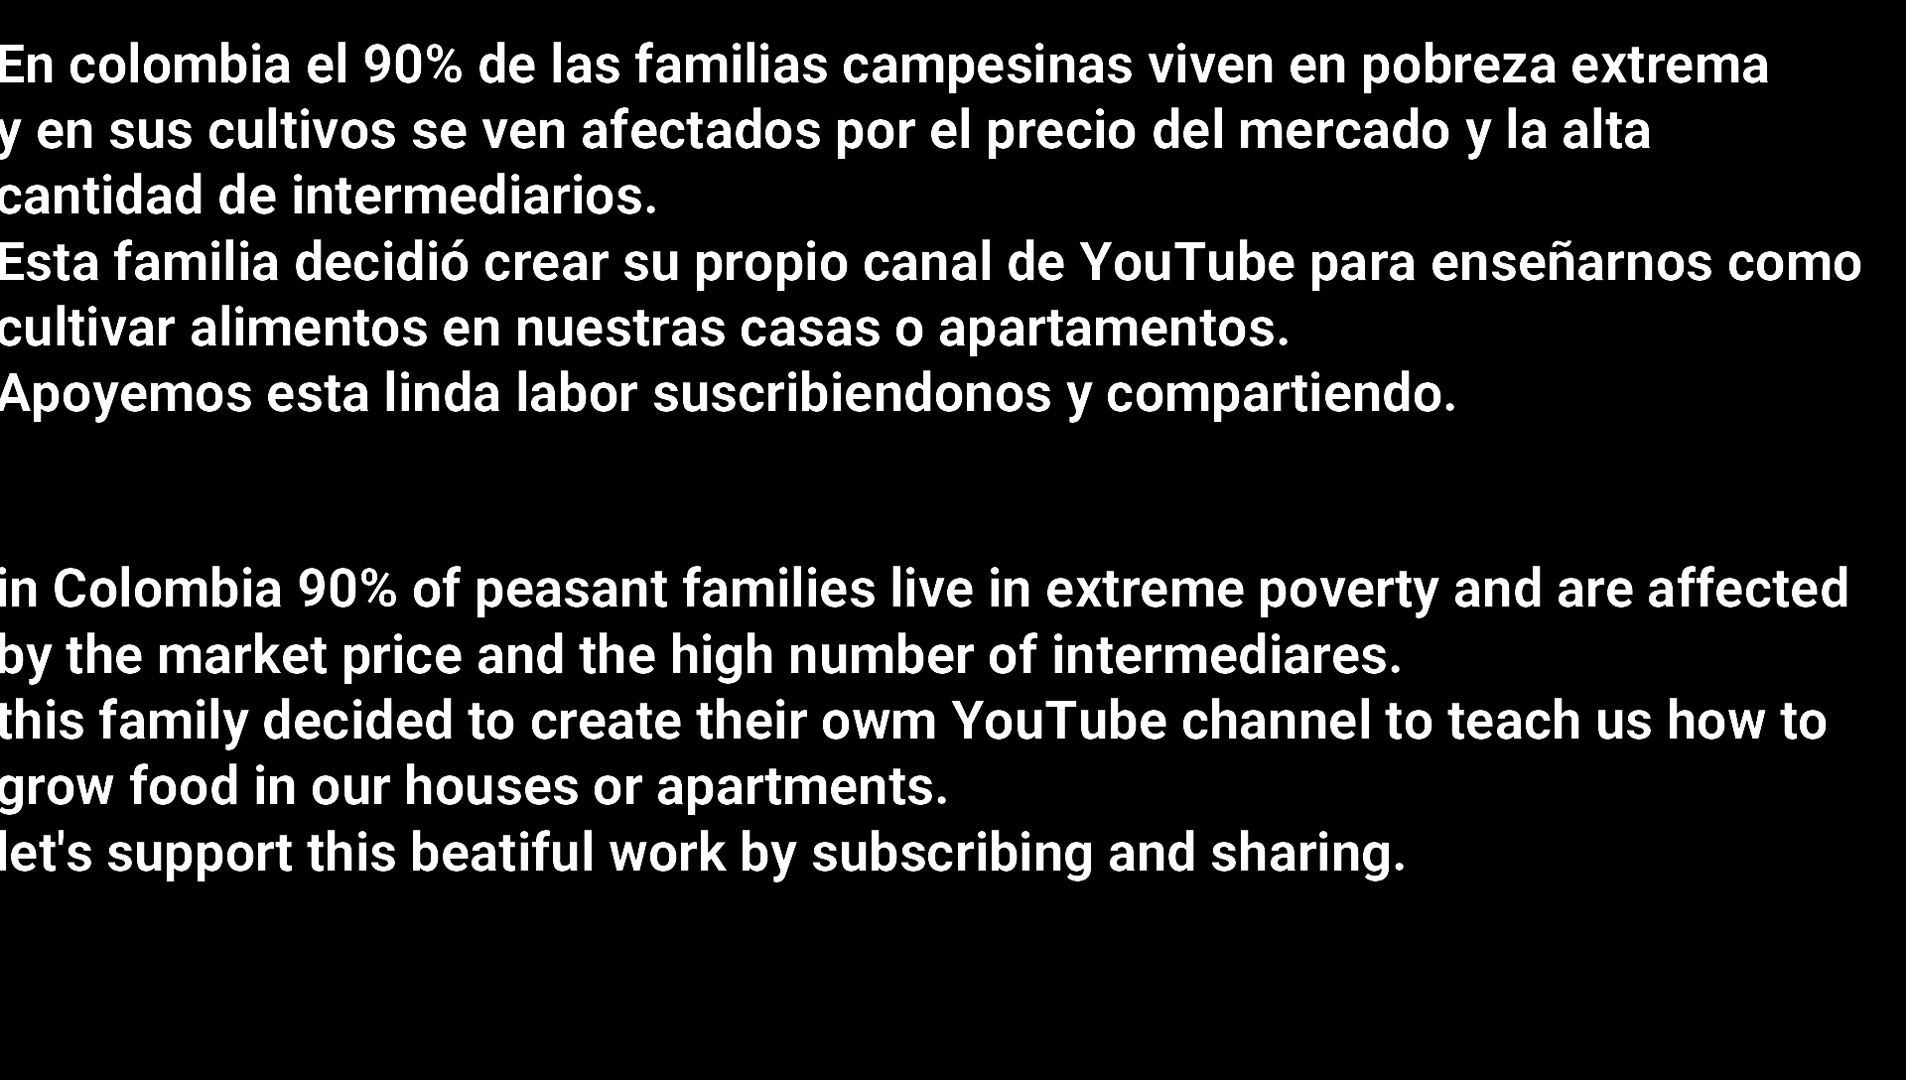 En colombia el 90% de las familias campesinas viven en pobreza extrema
y en sus cultivos se ven afectados por el precio del mercado y la alta
cantidad de intermediarios.
Esta familia decidió crear su propio canal de YouTube para enseñarnos como
cultivar alimentos en nuestras casas o apartamentos.
Apoyemos esta linda labor suscribiendonos y compartiendo.
in Colombia 90% of peasant families live in extreme poverty and are affected
by the market price and the high number of intermediares.
this family decided to create their owm YouTube channel to teach us how to
grow food in our houses or apartments.
let's support this beatiful work by subscribing and sharing.